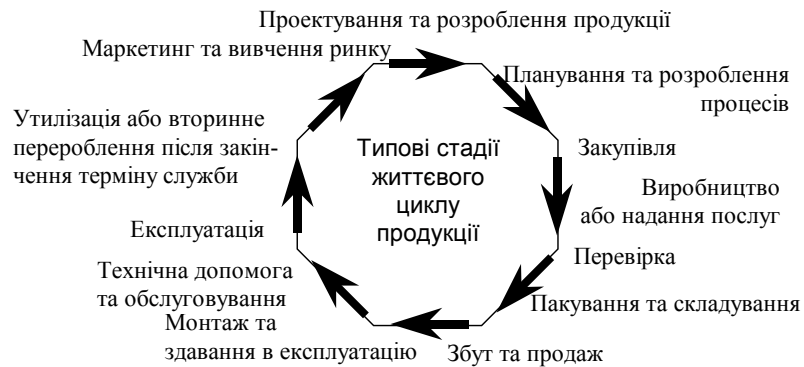 Проектування та розроблення продукції
Маркетинг та вивчення ринку
Планування та розроблення
процесів
Утилізація або вторинне
перероблення після закін-
чення терміну служби
Типові стадії
життєвого
циклу
продукції
Закупівля
Виробництво
або надання послуг
Експлуатація
Перевірка
Технічна допомога
та обслуговування
Пакування та складування
Монтаж та
здавання в експлуатацію
Збут та продаж